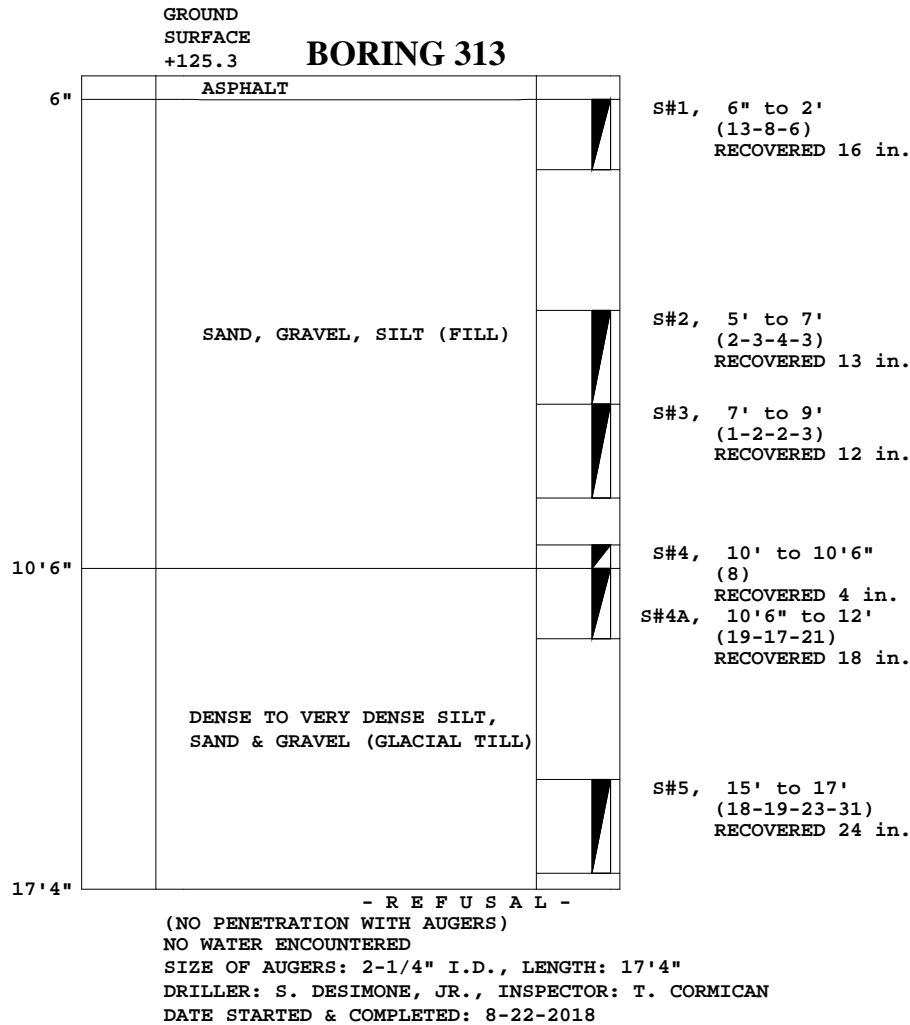 GROUND
SURFACE
+125.3
BORING 313
ASPHALT
6"
S#1, 6" to 2'
(13-8-6)
RECOVERED 16 in.
SAND, GRAVEL, SILT (FILL)
S#2, 5' to 7'
(2-3-4-3)
RECOVERED 13 in.
S#3, 7' to 9'
(1-2-2-3)
RECOVERED 12 in.
10'6"
S#4, 10' to 10'6"
(8)
RECOVERED 4 in.
S#4A, 10'6" to 12'
(19-17-21)
RECOVERED 18 in.
DENSE TO VERY DENSE SILT,
SAND & GRAVEL (GLACIAL TILL)
S#5, 15' to 17'
(18-19-23-31)
RECOVERED 24 in.
17'4"
- R E F U S A L -
(NO PENETRATION WITH AUGERS)
NO WATER ENCOUNTERED
SIZE OF AUGERS: 2-1/4" I.D., LENGTH: 17'4"
DRILLER: S. DESIMONE, JR., INSPECTOR: T. CORMICAN
DATE STARTED & COMPLETED: 8-22-2018